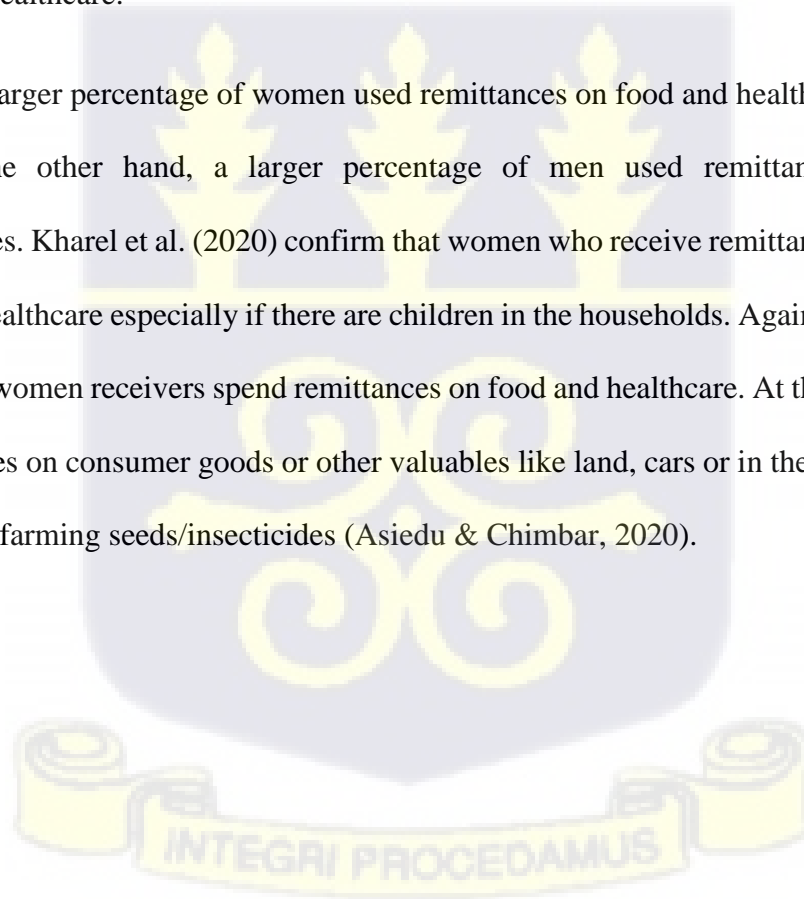 ealthcare.
arger percentage of women used remittances on food and health
ne other hand, a larger percentage of men used remittan
es. Kharel et al. (2020) confirm that women who receive remittan
ealthcare especially if there are children in the households. Again
women receivers spend remittances on food and healthcare. At th
es on consumer goods or other valuables like land, cars or in the
farming seeds/insecticides (Asiedu & Chimbar, 2020).
INTEGRI PROCEDAMUS